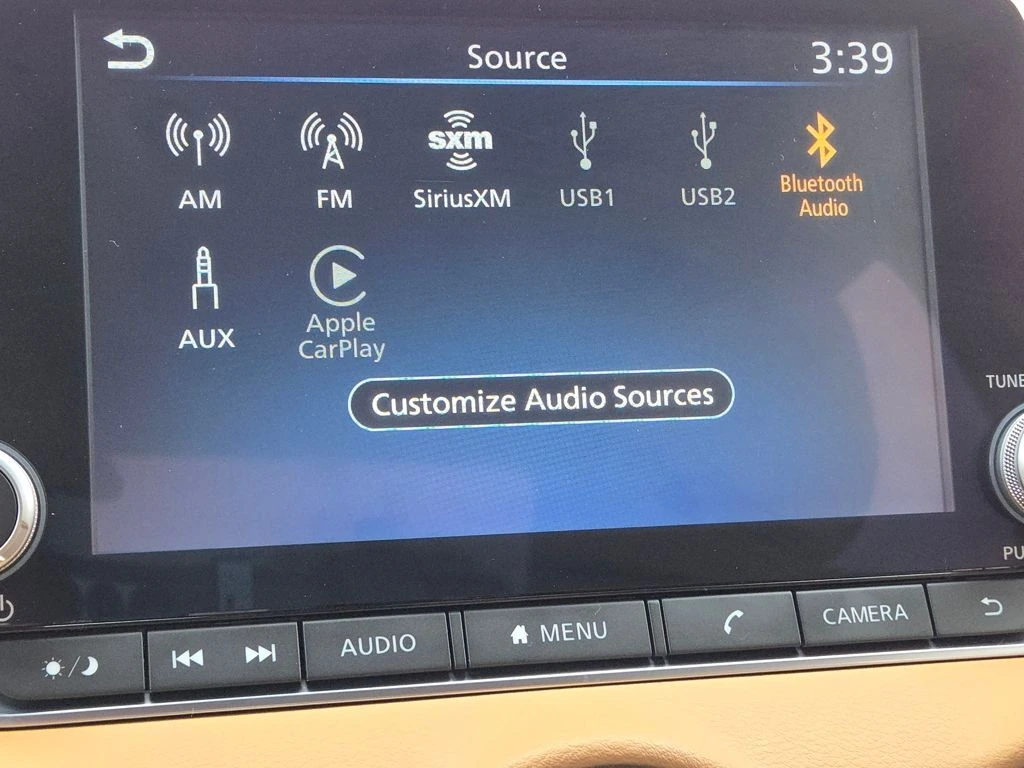 Source
3:39
sxm
AM
FM
SiriusXM
USB1
USB2
Bluetooth
Audio
AUX
Apple
CarPlay
Customize Audio Sources
TUNE
PU
AUDIO
MENU
CAMERA